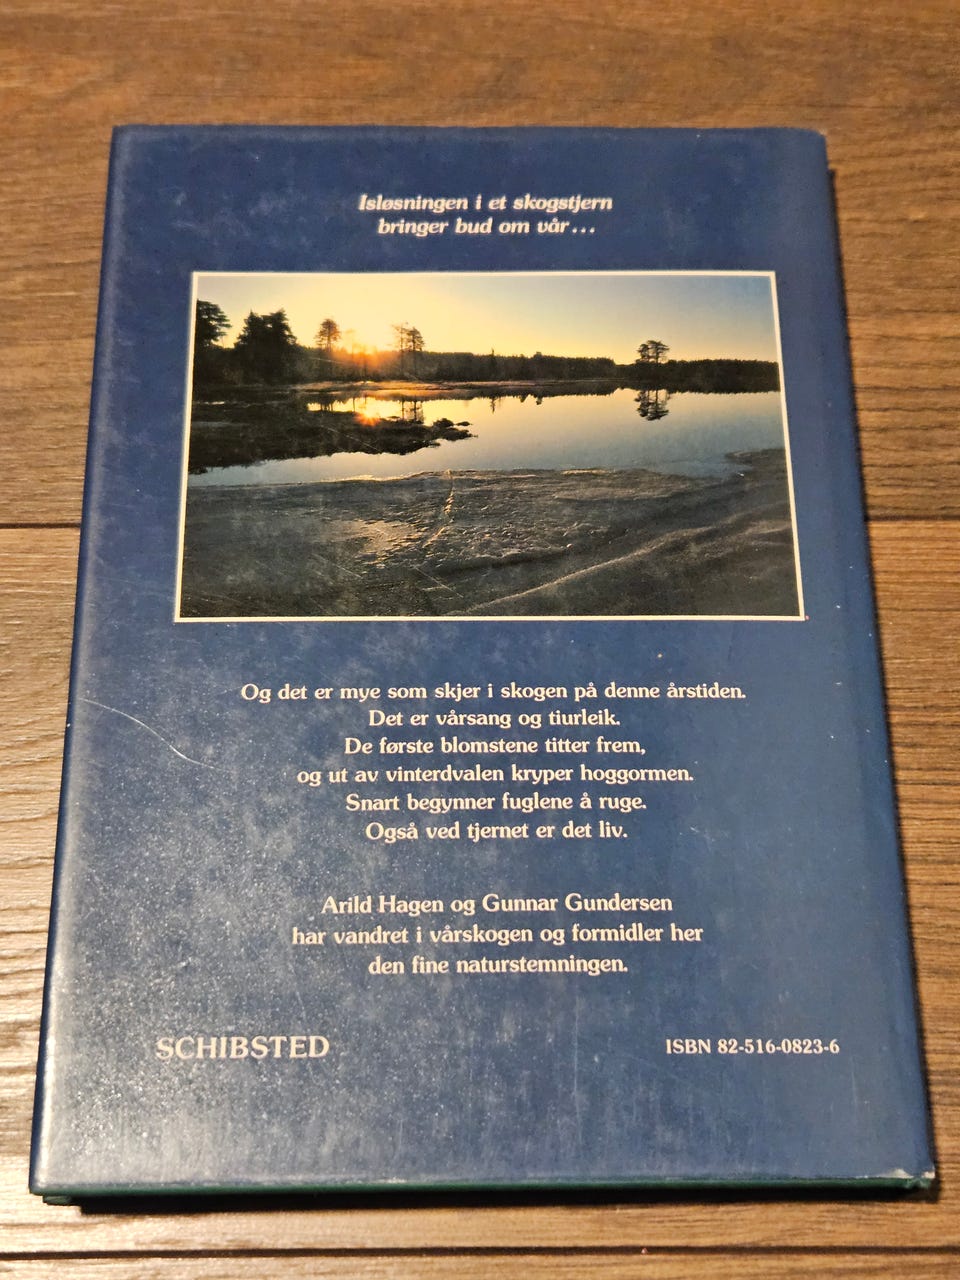 Isløsningen i et skogstjern
bringer bud om vår...
Og det er mye som skjer i skogen på denne årstiden.
Det er vårsang og tiurleik.
De første blomstene titter frem,
og ut av vinterdvalen kryper hoggormen.
Snart begynner fuglene å ruge.
Også ved tjernet er det liv.
Arild Hagen og Gunnar Gundersen
har vandret i vårskogen og formidler her
den fine naturstemningen.
SCHIBSTED
ISBN 82-516-0823-6